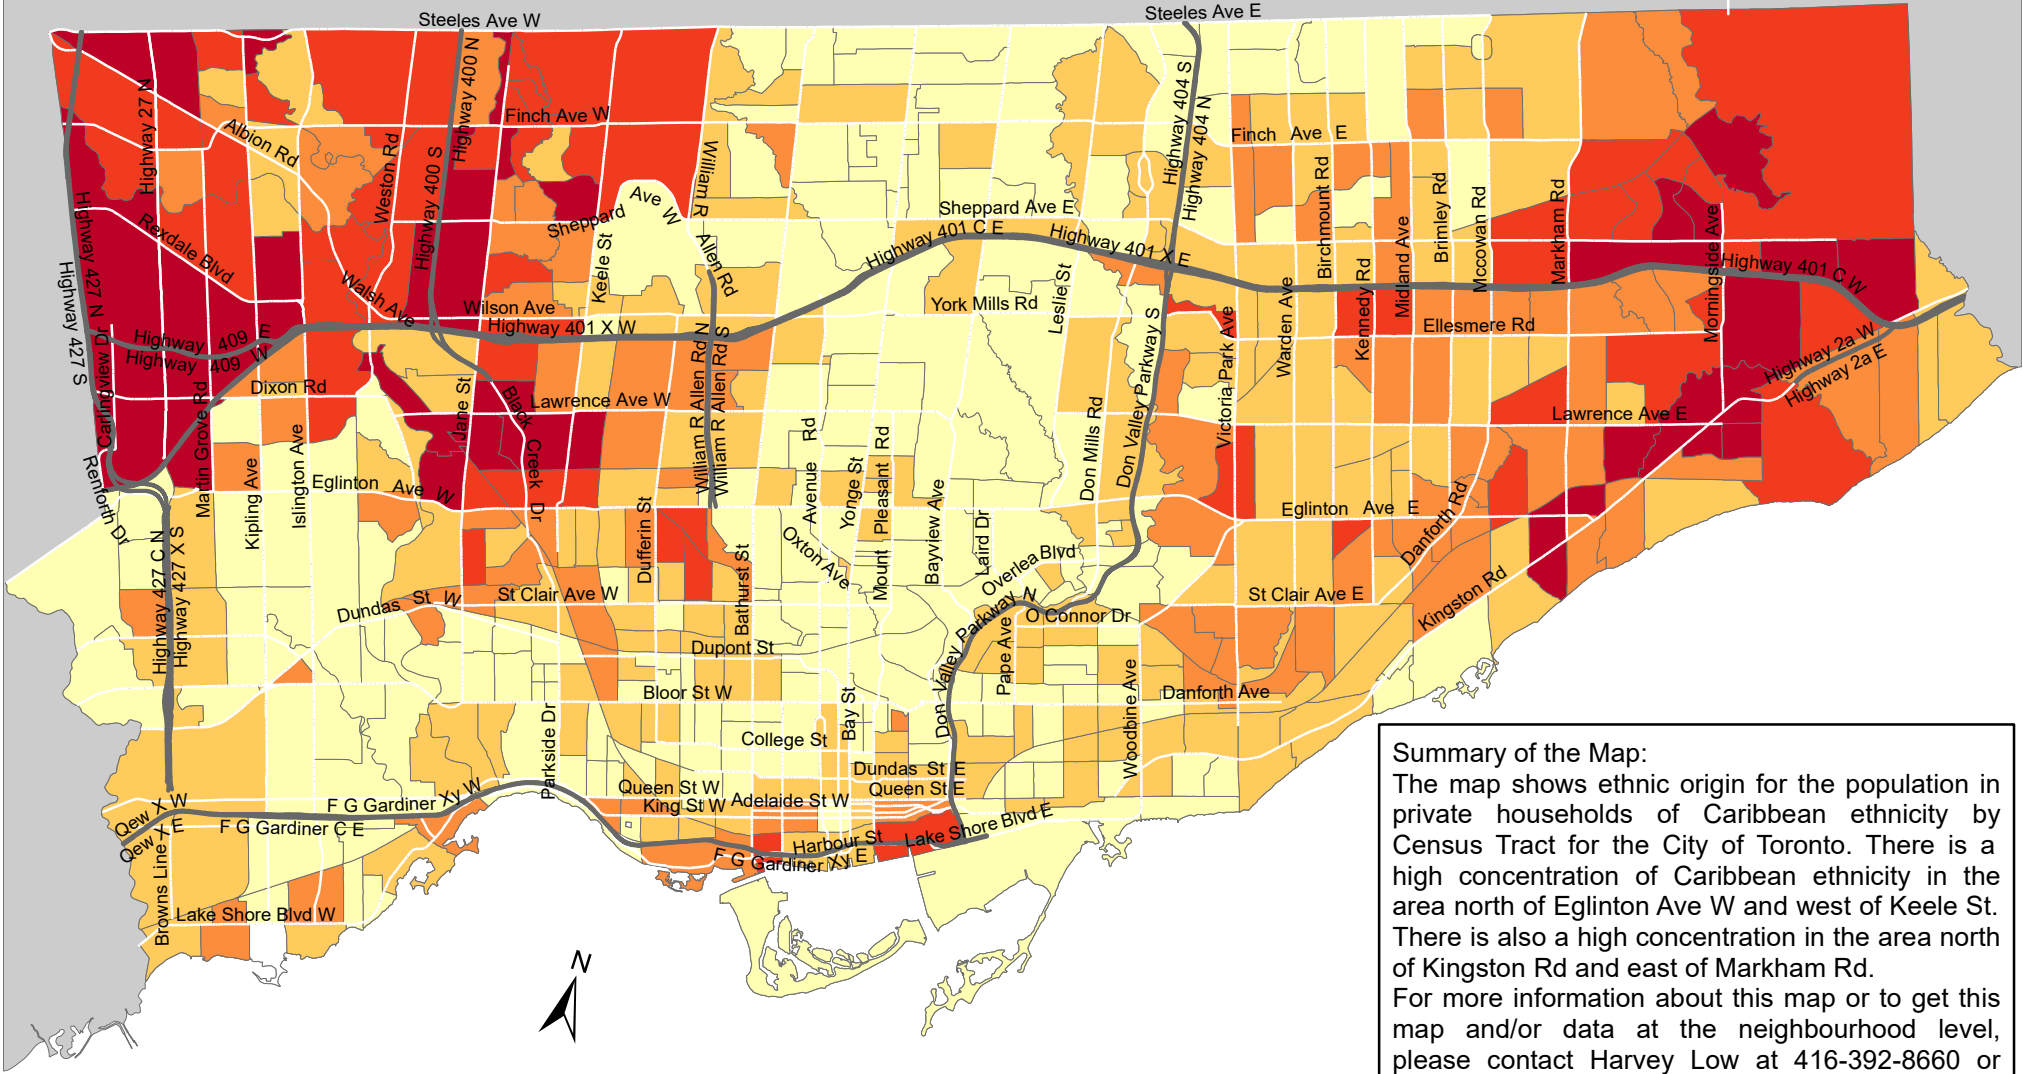 Steeles Ave W
Steeles Ave E
Highway 27 N
Albion Rd
Weston Rd
Highway 400 N
Highway 400 S
Finch Ave W
William R Allen Rd
Highway 404 S
Highway 404 N
Finch Ave E
Highway 427 N
Rexdale Blvd
Sheppard Ave W
Keele St
Sheppard Ave E
Highway 401 C E
Highway 401 X E
Leslie St
Birchmount Rd
Kennedy Rd
Midland Ave
Brimley Rd
Mccowan Rd
Markham Rd
Morningside Ave
Highway 401 C W
Highway 427 S
Walsh Ave
Wilson Ave
Highway 401 X W
York Mills Rd
Warden Ave
Ellesmere Rd
Highway 2a W
Highway 2a E
Highway 409 E
Highway 409 W
Carlingview Dr
Dixon Rd
Martin Grove Rd
Jane St
Black Creek Dr
Lawrence Ave W
William R Allen Rd N
William R Allen Rd S
Don Valley Parkway S
Victoria Park Ave
Lawrence Ave E
Renforth Dr
Kipling Ave
Islington Ave
Eglinton Ave W
Dufferin St
Avenue Rd
Yonge St
Mount Pleasant Rd
Bayview Ave
Laird Dr
Don Mills Rd
Eglinton Ave E
Danforth Rd
Highway 427 C N
Highway 427 X S
Oxton Ave
Overlea Blvd
Bathurst St
Dundas St W
St Clair Ave W
Don Valley Parkway N
O Connor Dr
St Clair Ave E
Kingston Rd
Dupont St
Pape Ave
Woodbine Ave
Bloor St W
Danforth Ave
Bay St
College St
Parkside Dr
Dundas St E
Queen St W
Queen St E
King St W
Adelaide St W
Qew X W
Qew X E
F G Gardiner Xy W
F G Gardiner C E
Harbour St
Lake Shore Blvd E
F G Gardiner Xy E
Browns Line
Lake Shore Blvd W
N
Summary of the Map:
The map shows ethnic origin for the population in
private households of Caribbean ethnicity by
Census Tract for the City of Toronto. There is a
high concentration of Caribbean ethnicity in the
area north of Eglinton Ave W and west of Keele St.
There is also a high concentration in the area north
of Kingston Rd and east of Markham Rd.
For more information about this map or to get this
map and/or data at the neighbourhood level,
please contact Harvey Low at 416-392-8660 or